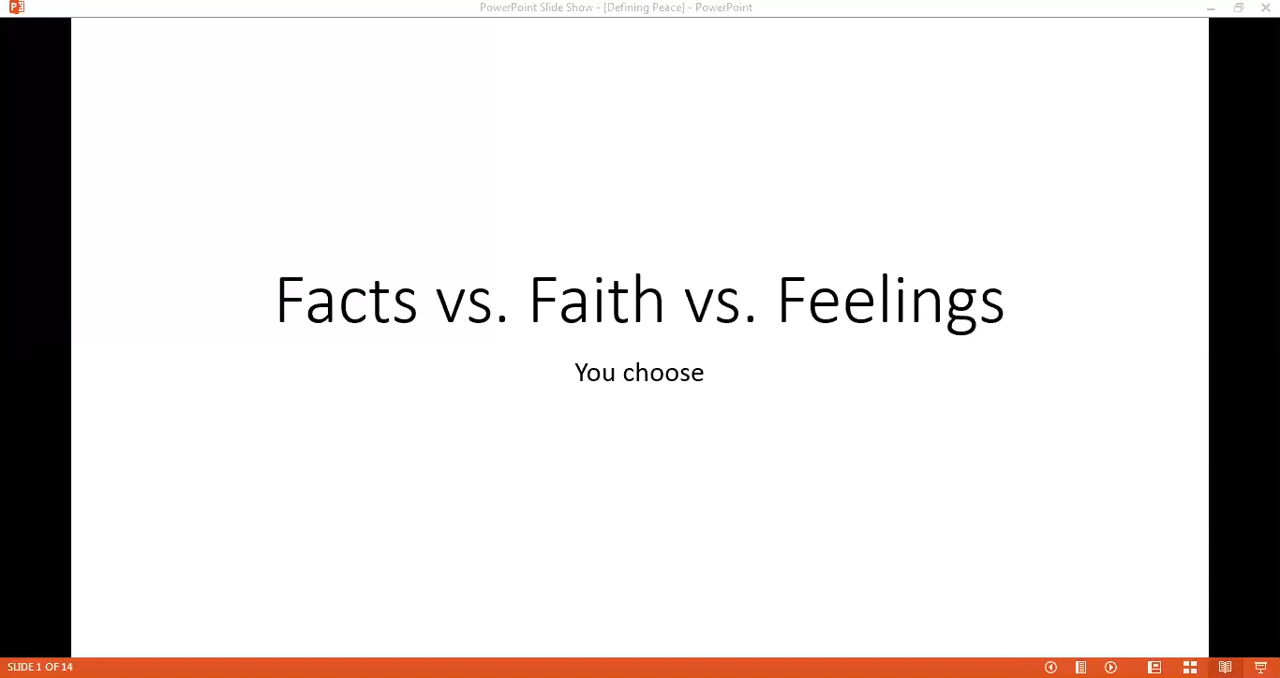 PowerPoint Slide Show - [Defining Peace] - PowerPoint
Facts vs. Faith vs. Feelings
You choose
SLIDE 1 OF 14